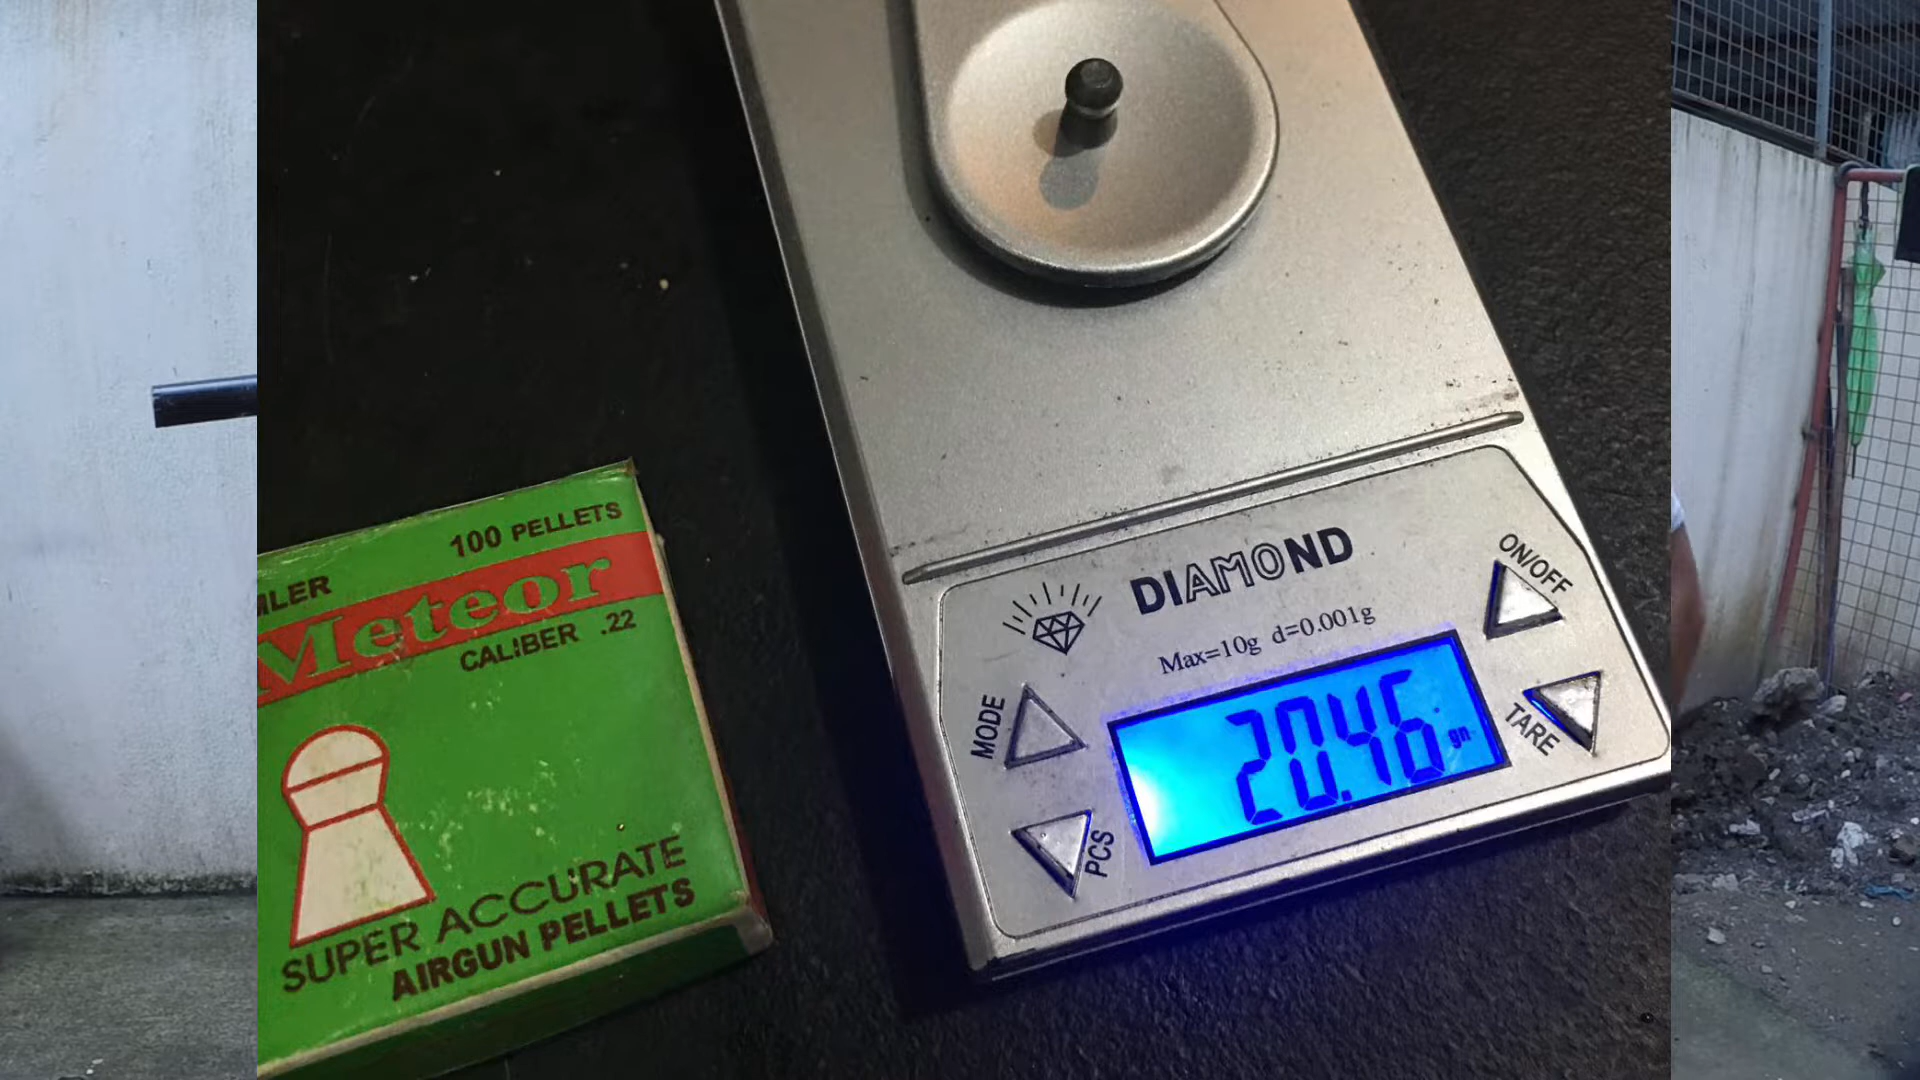 100 PELLETS
Meteor
CALIBER .22
SUPER ACCURATE
AIRGUN PELLETS
DIAMOND
Max=10g d=0.001g
ON/OFF
MODE
20.46 gn
TARE
PCS